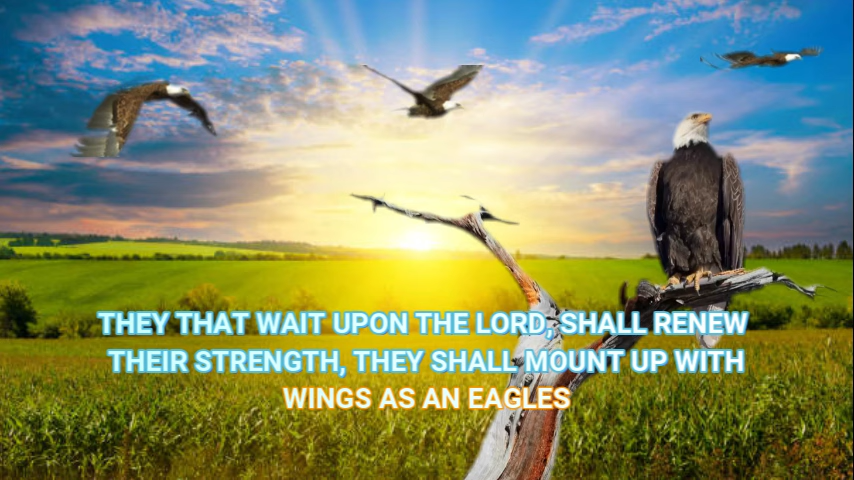 THEY THAT WAIT UPON THE LORD, SHALL RENEW
THEIR STRENGTH, THEY SHALL MOUNT UP WITH
WINGS AS AN EAGLES